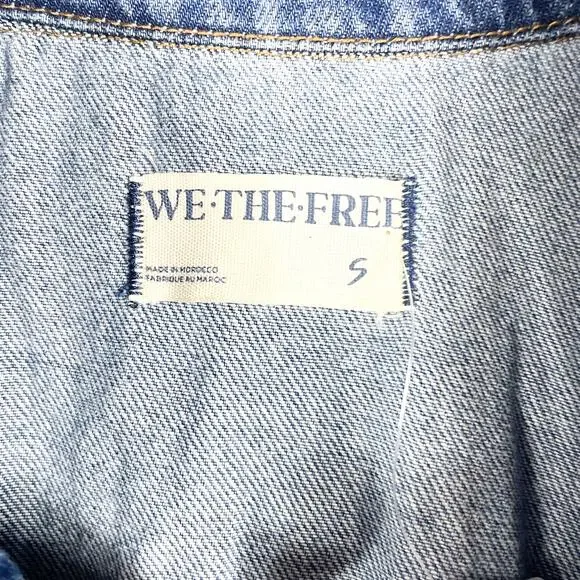 WE·THE·FREE
MADE IN MOROCCO
FABRIQUE AU MAROC
S